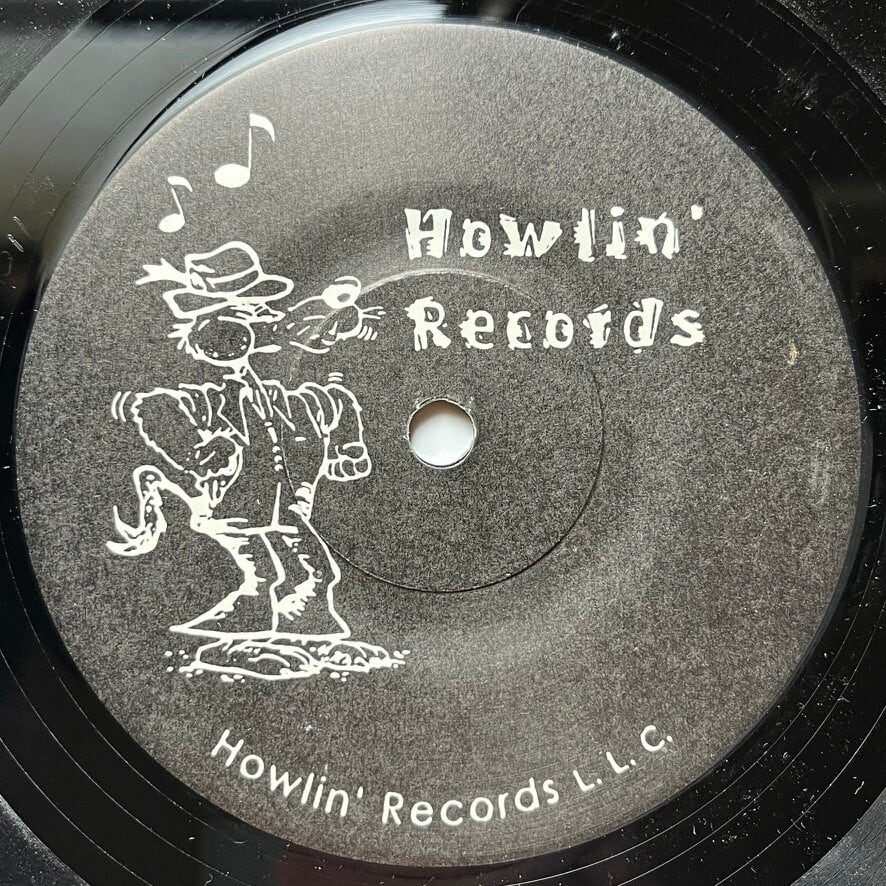 Howlin'
Records
Howlin' Records L. L. C.